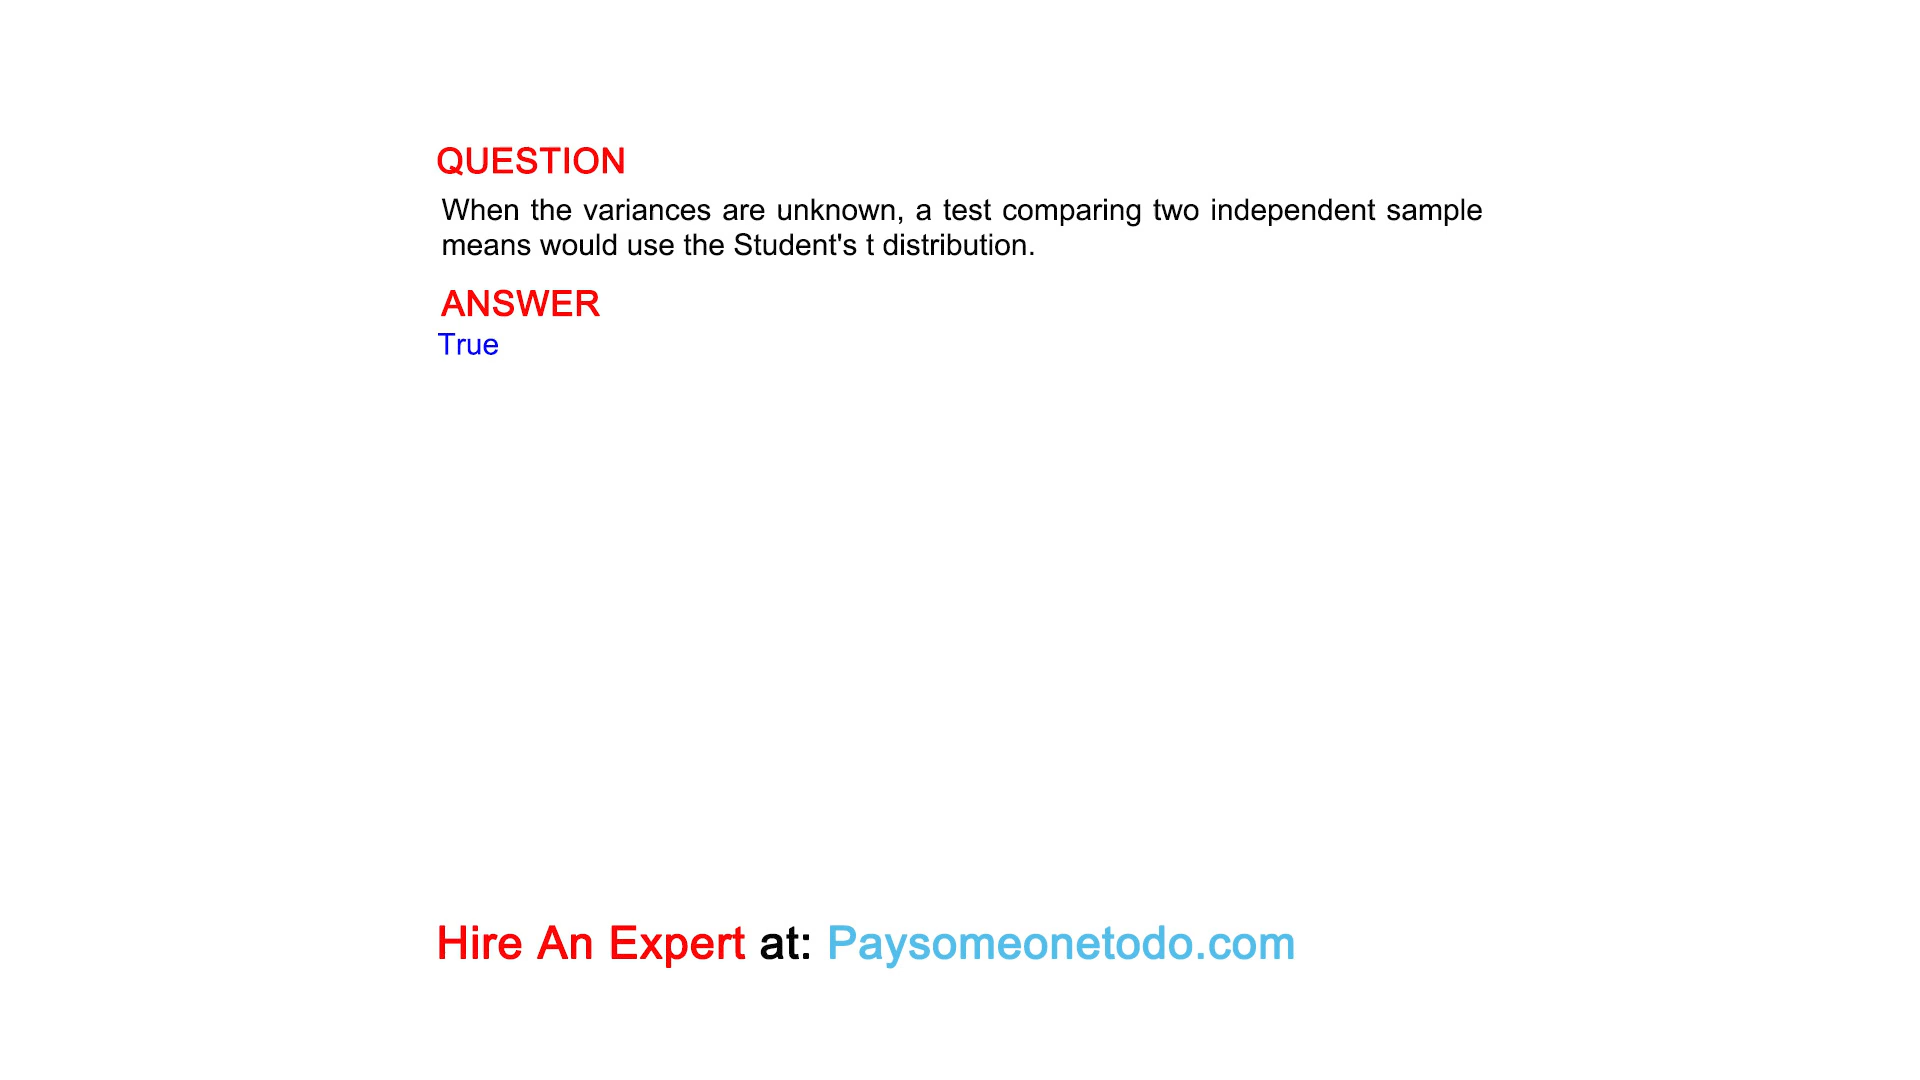 QUESTION
When the variances are unknown, a test comparing two independent sample
means would use the Student's t distribution.
ANSWER
True
Hire An Expert at: Paysomeonetodo.com